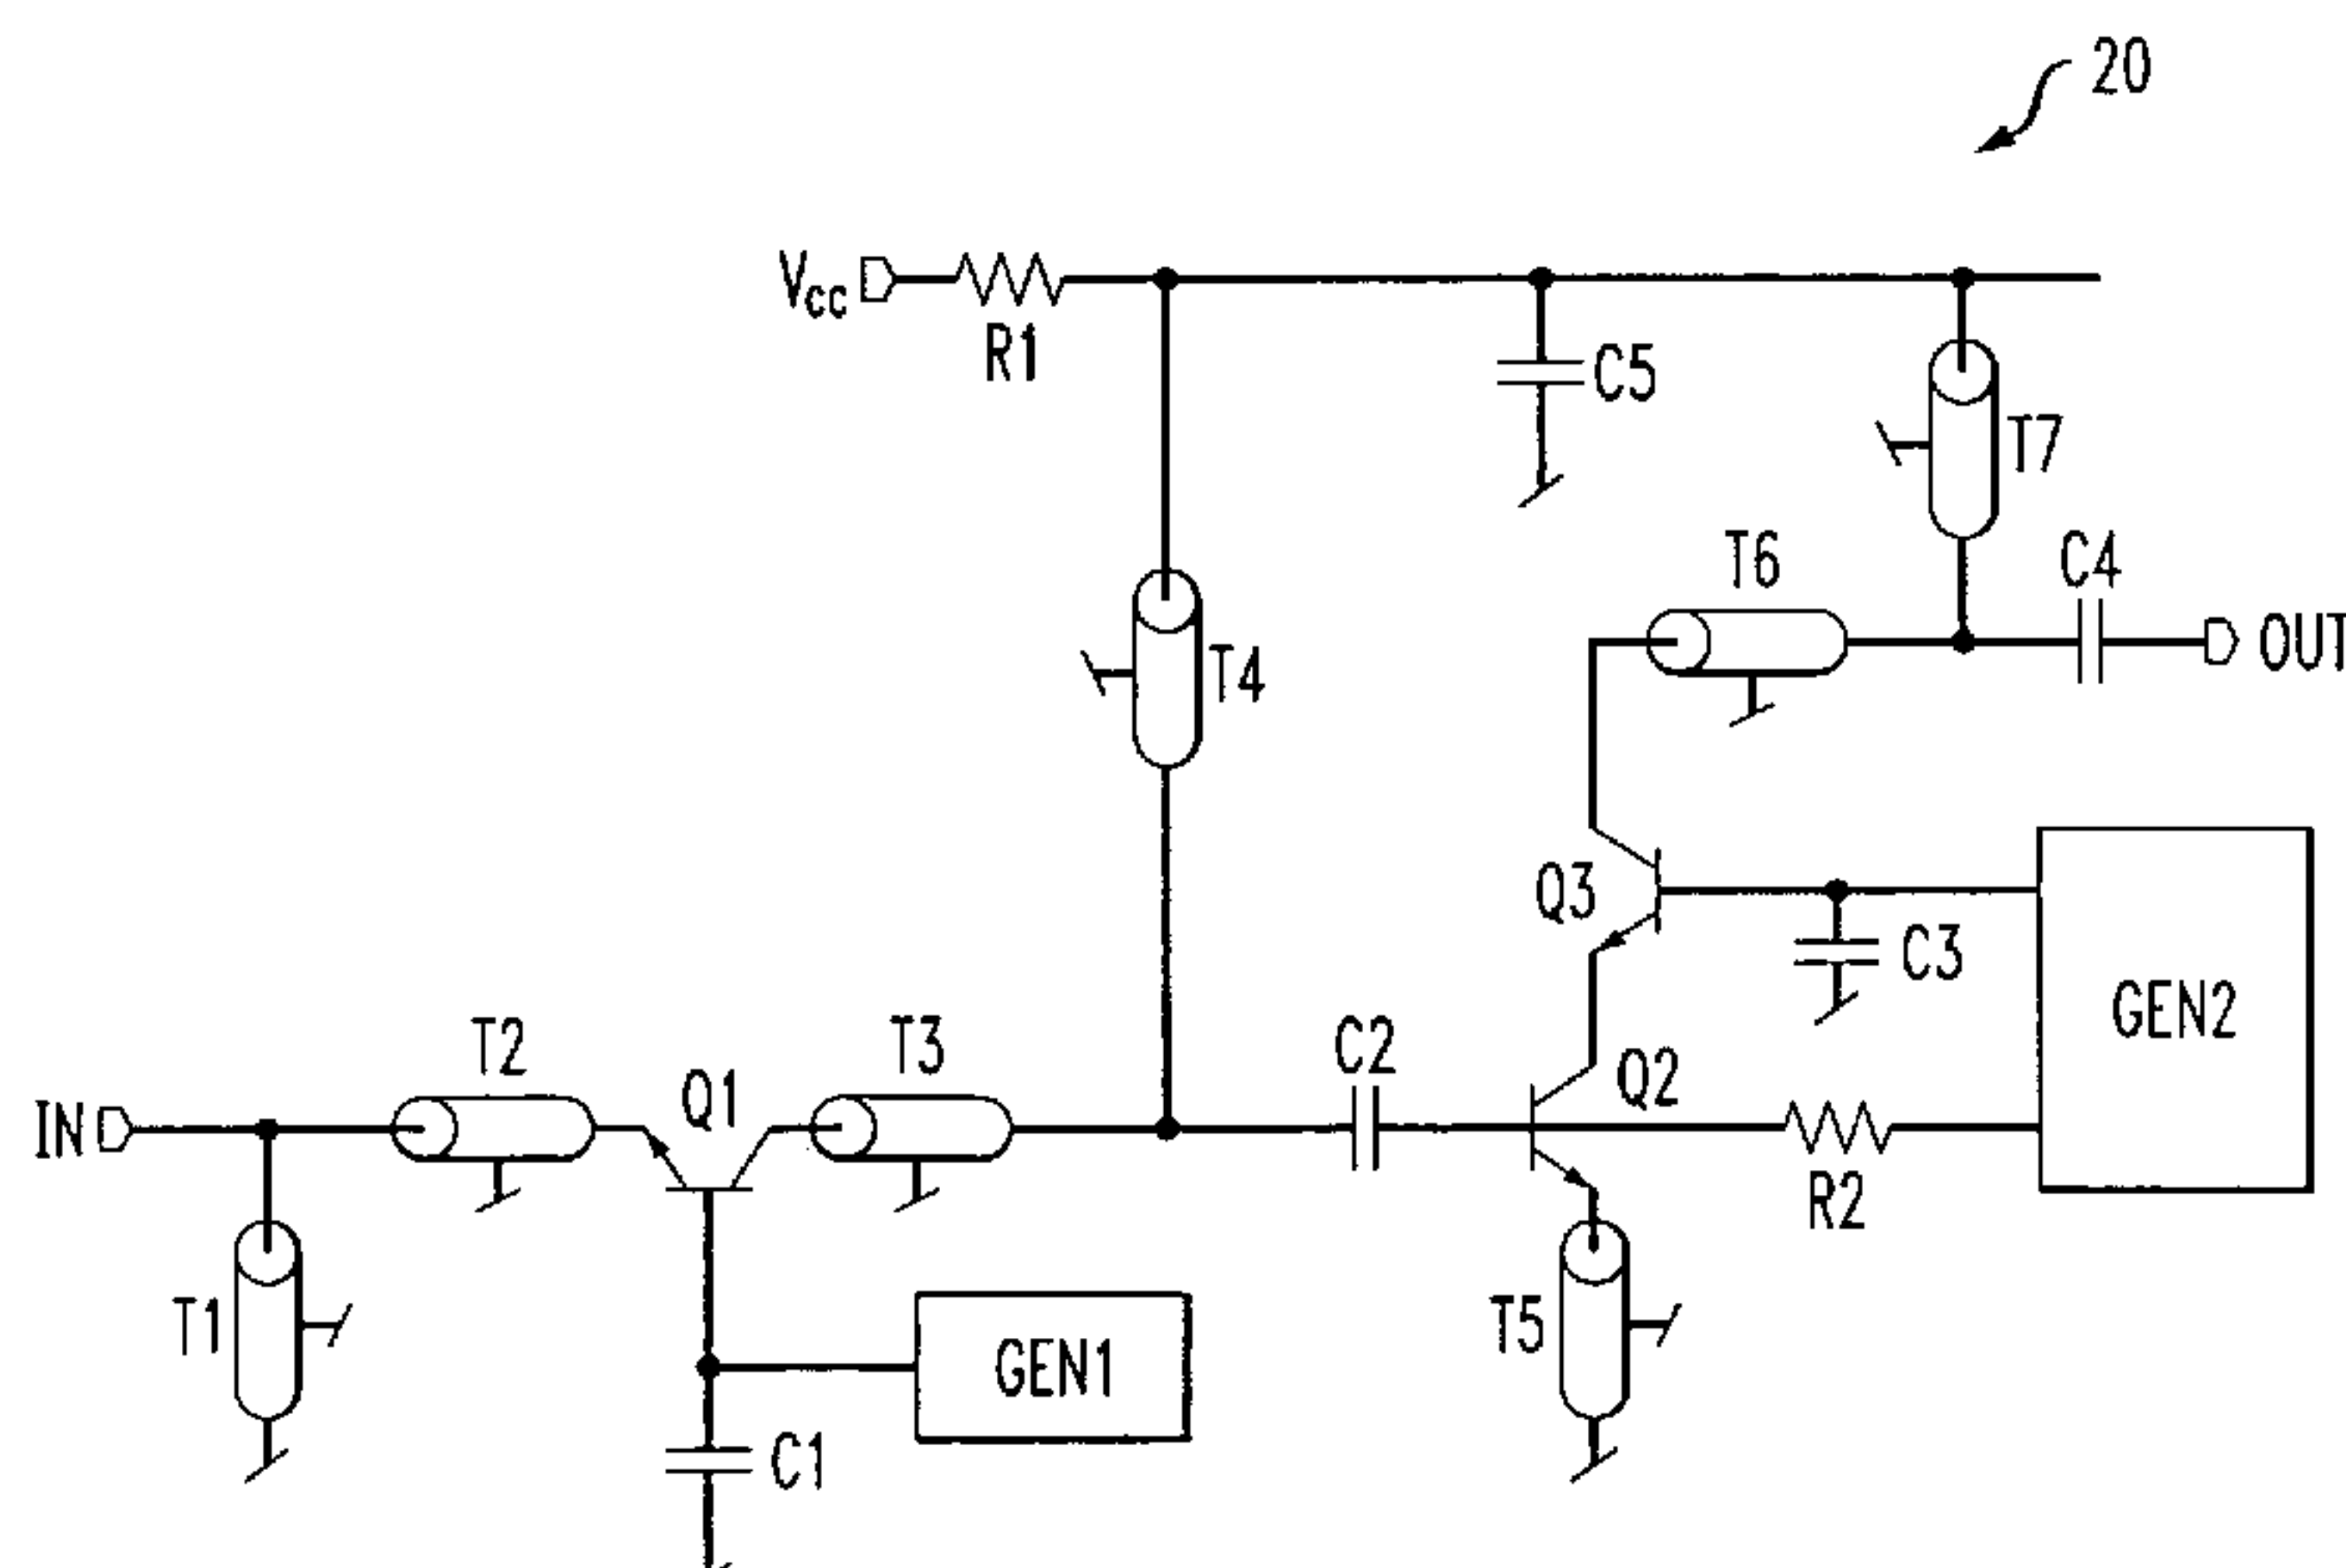 20
Vcc
R1
C5
T7
T6
C4
OUT
T4
Q3
C3
GEN2
T2
Q1
T3
C2
Q2
IN
R2
T1
T5
GEN1
C1